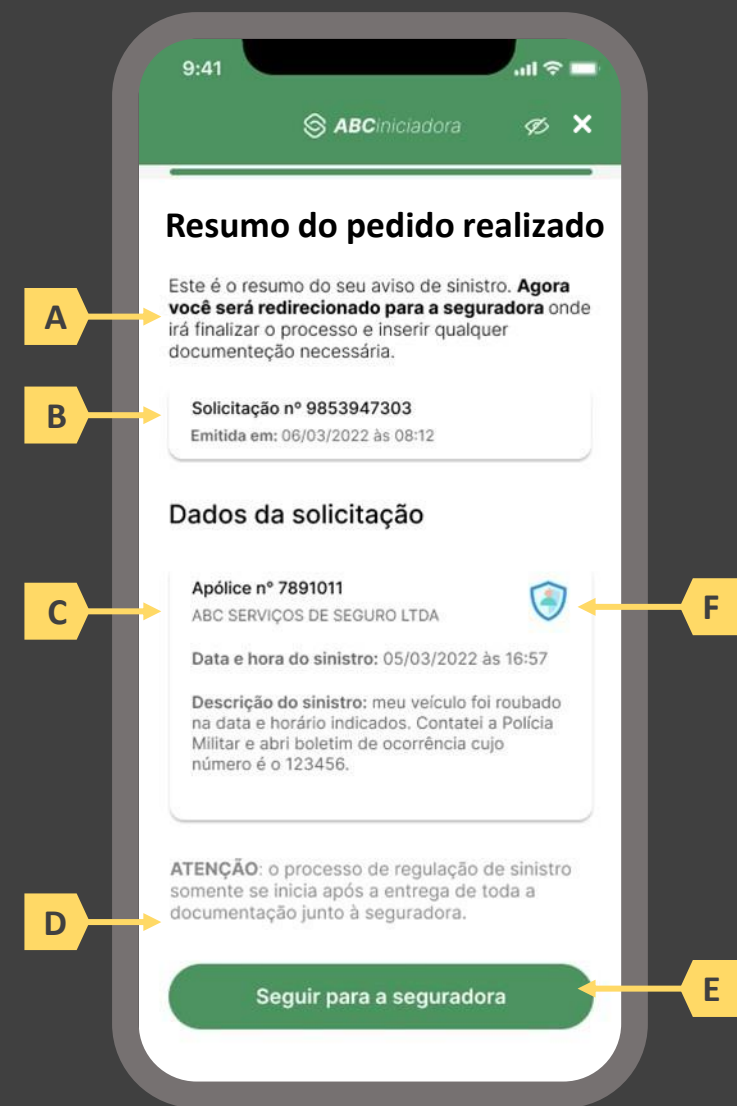 9:41
ABCiniciadora
Resumo do pedido realizado
Este é o resumo do seu aviso de sinistro. Agora
você será redirecionado para a seguradora onde
irá finalizar o processo e inserir qualquer
documenteção necessária.
A
Solicitação nº 9853947303
Emitida em: 06/03/2022 às 08:12
B
Dados da solicitação
Apólice nº 7891011
ABC SERVIÇOS DE SEGURO LTDA
C
F
Data e hora do sinistro: 05/03/2022 às 16:57
Descrição do sinistro: meu veículo foi roubado
na data e horário indicados. Contatei a Polícia
Militar e abri boletim de ocorrência cujo
número é o 123456.
ATENÇÃO: o processo de regulação de sinistro
somente se inicia após a entrega de toda a
documentação junto à seguradora.
D
Seguir para a seguradora
E